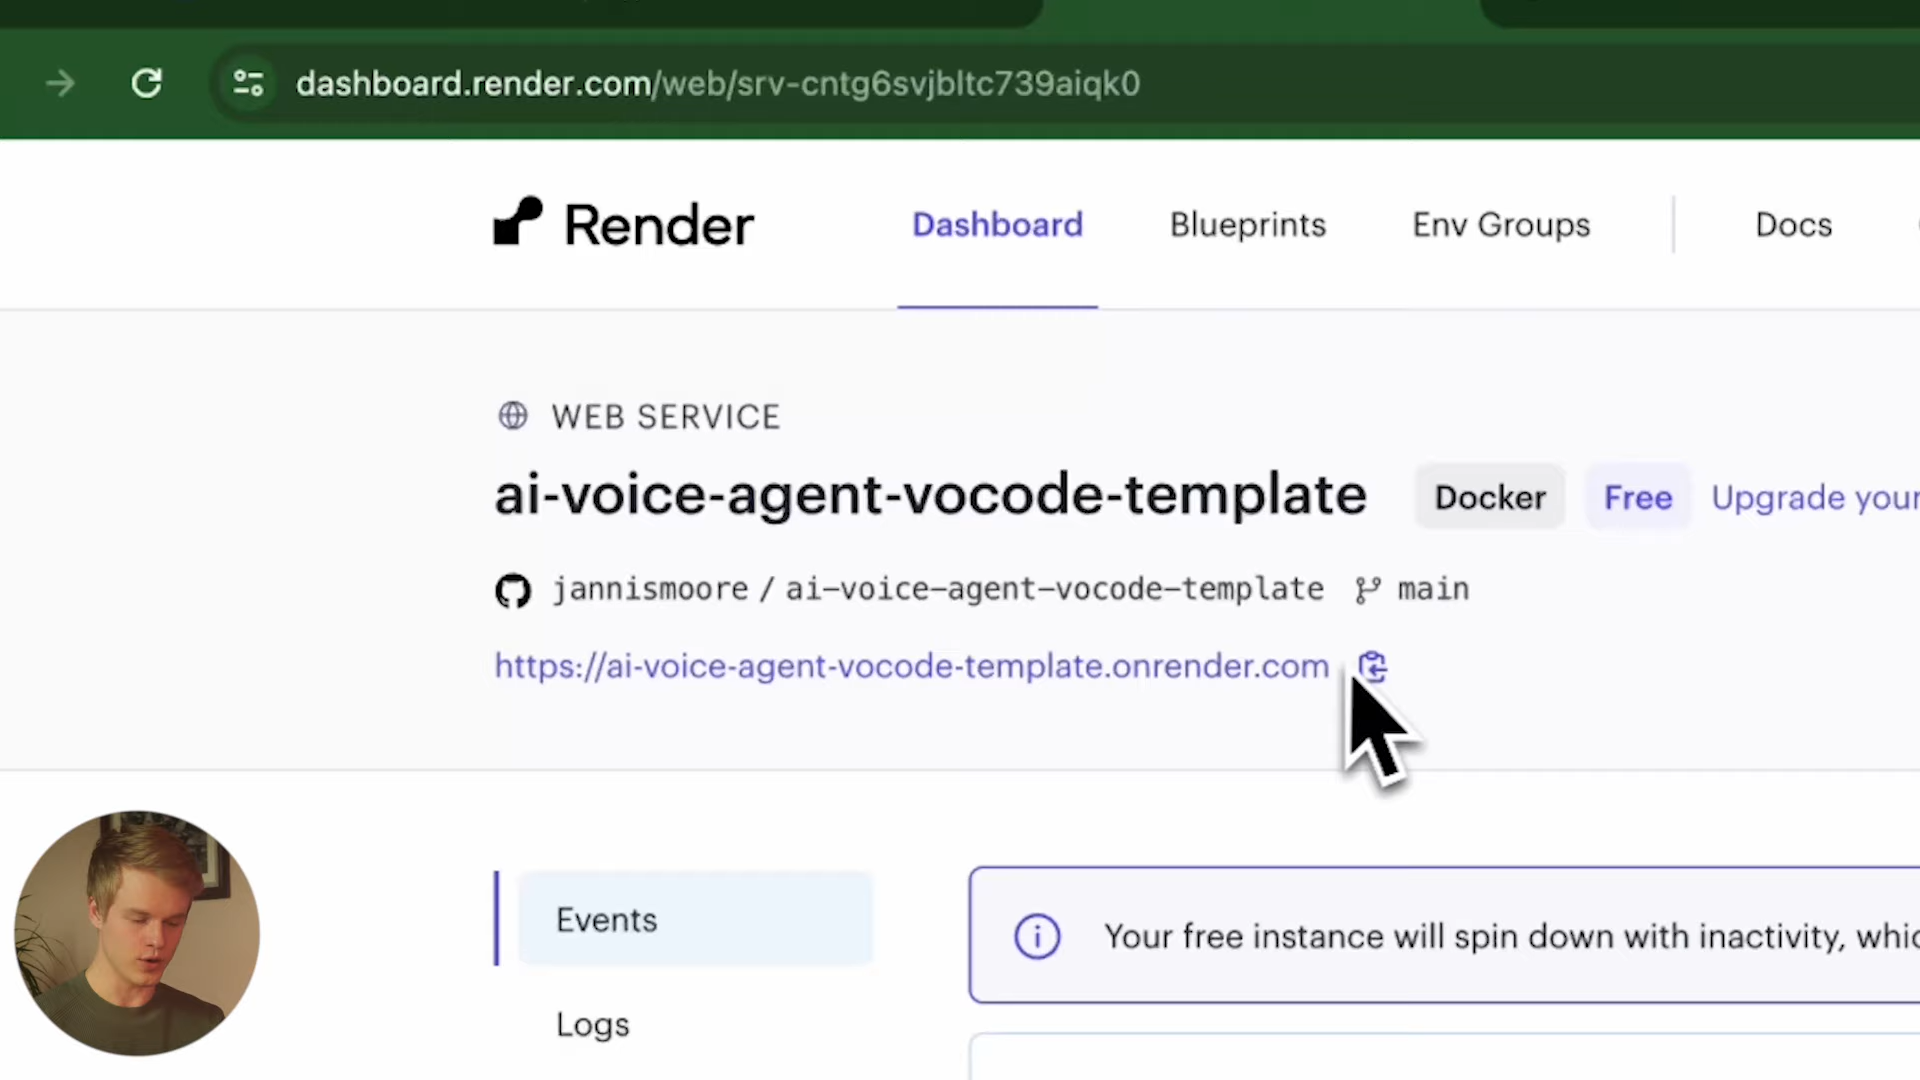 dashboard.render.com/web/srv-cntg6svjbltc739aiqk0
Render Dashboard Blueprints Env Groups Docs
WEB SERVICE
ai-voice-agent-vocode-template Docker Free Upgrade your
jannismoore / ai-voice-agent-vocode-template main
https://ai-voice-agent-vocode-template.onrender.com
Events
Your free instance will spin down with inactivity,
Logs